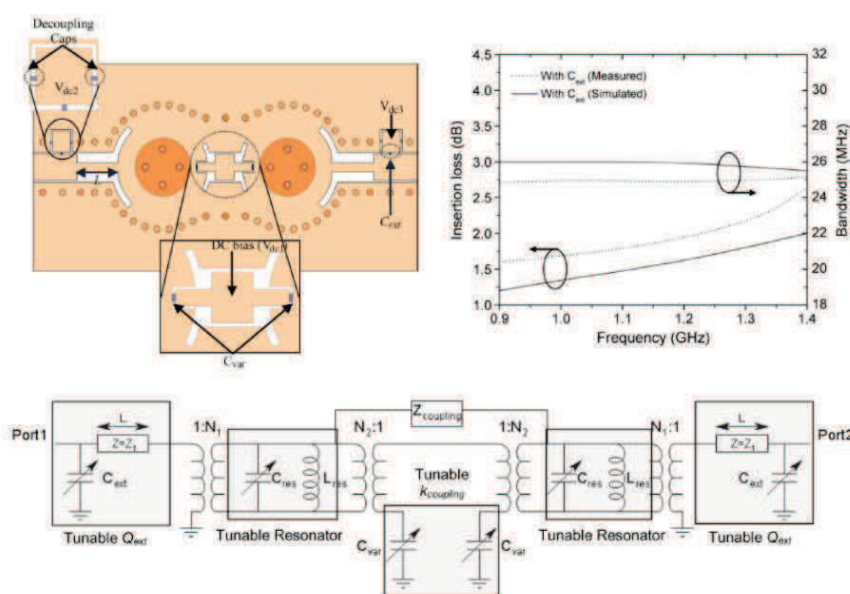 Decoupling
Caps
V_dc2
V_dc3
L
C_ext
DC bias (V_dc1)
C_var
With C_ext (Measured)
With C_ext (Simulated)
Insertion loss (dB)
4.5
4.0
3.5
3.0
2.5
2.0
1.5
1.0
32
30
28
26
24
22
20
18
Bandwidth (MHz)
0.9 1.0 1.1 1.2 1.3 1.4
Frequency (GHz)
Z_coupling
L
1:N_1
N_2:1
1:N_2
N_1:1
L
Port1
Z=Z_t
Z=Z_t
Port2
C_ext
C_res
L_res
Tunable
k_coupling
C_res
L_res
C_ext
Tunable Q_ext
Tunable Resonator
C_var
C_var
Tunable Resonator
Tunable Q_ext